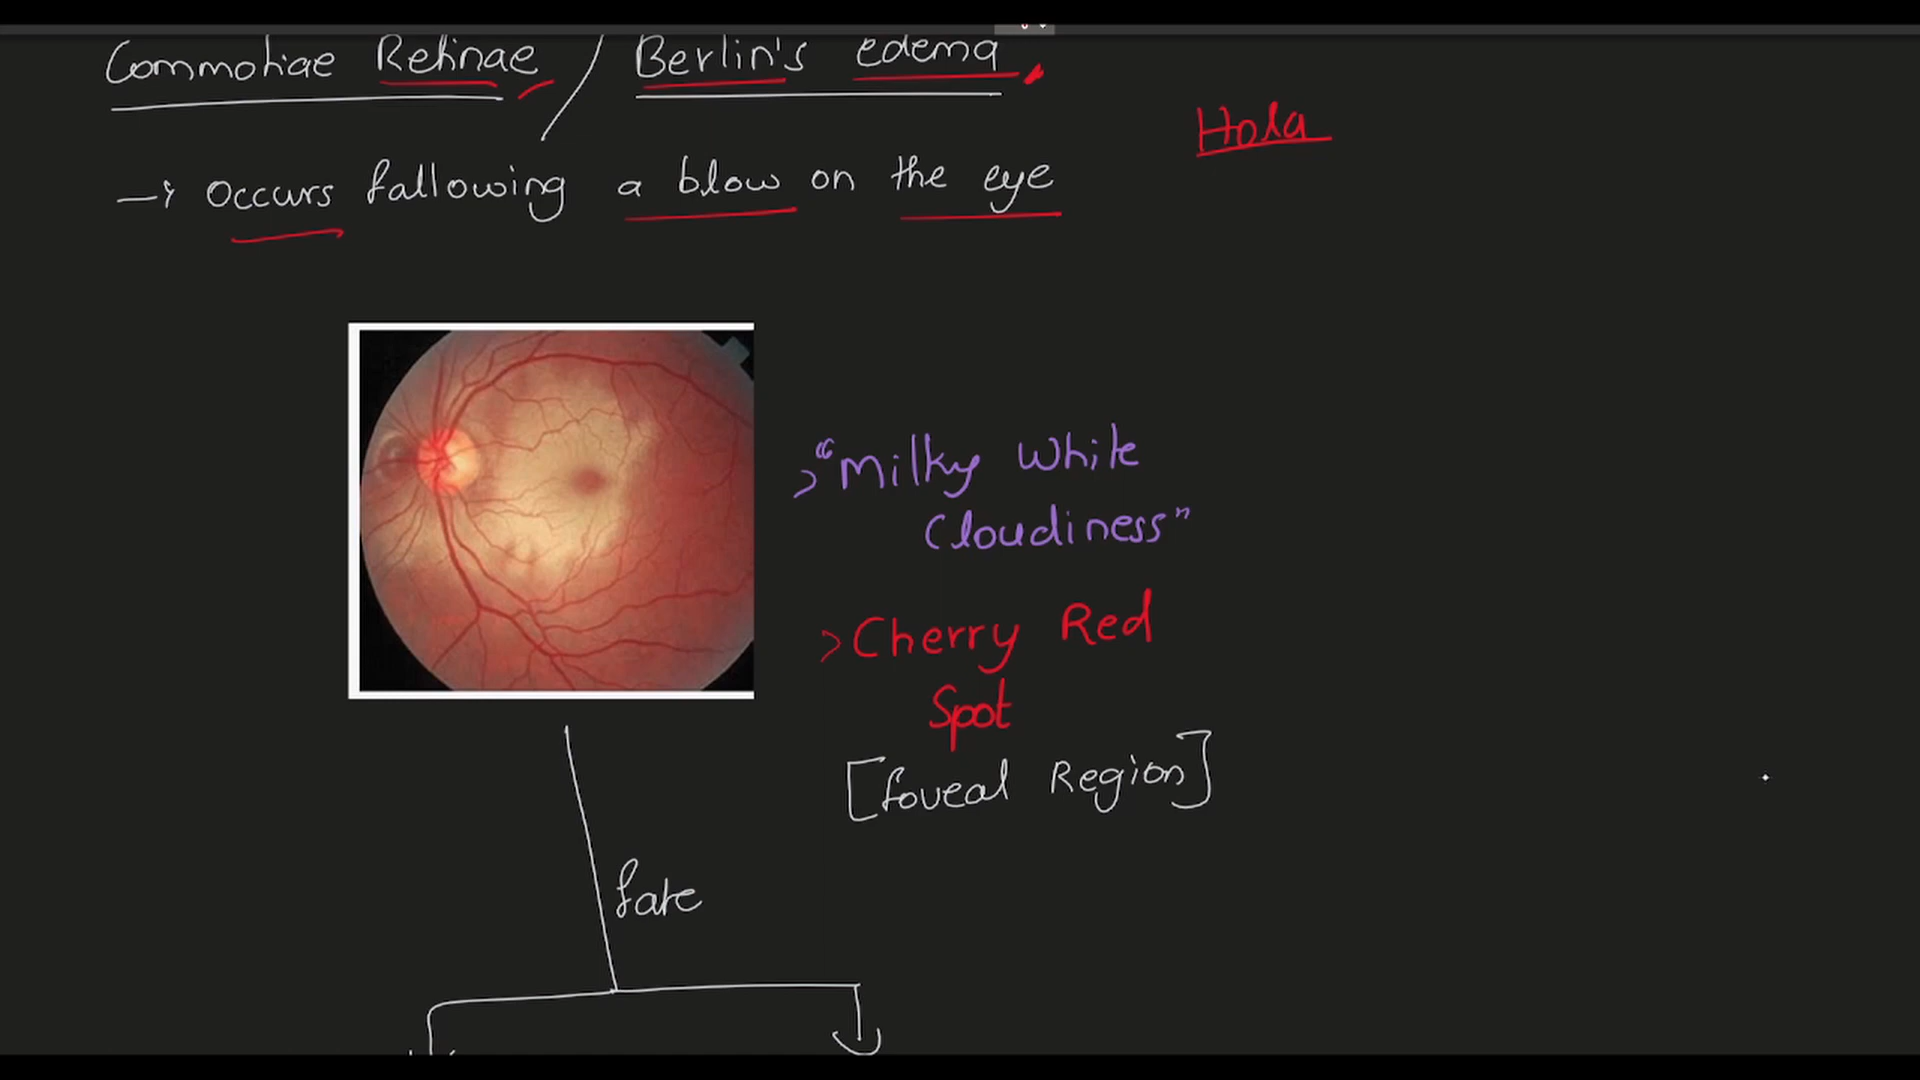 Commotiae Retinae / Berlin's edema
Hola
→ Occurs fallowing a blow on the eye
> "Milky White
Cloudiness"
> Cherry Red
Spot
[foveal Region]
fate